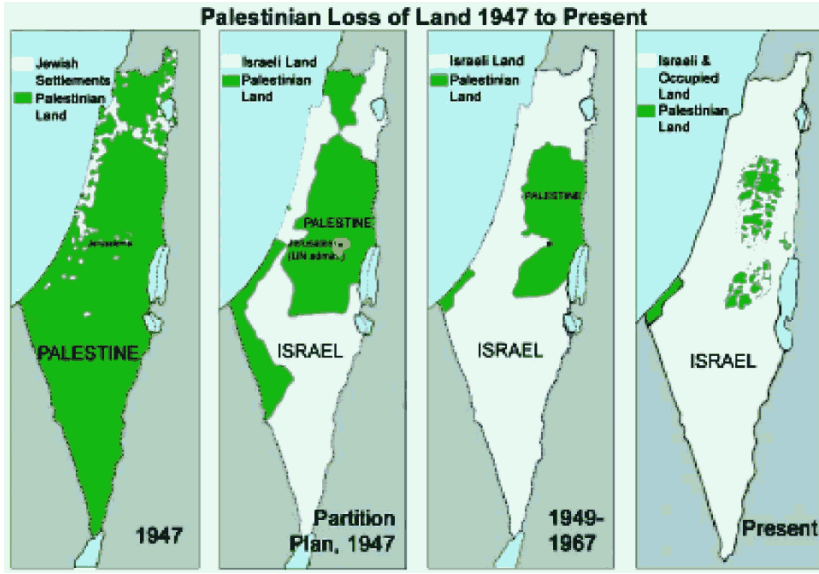 Palestinian Loss of Land 1947 to Present
Jewish
Settlements
Palestinian
Land
Jerusalem
PALESTINE
1947
Israeli Land
Palestinian
Land
PALESTINE
Jerusalem
(UN admin.)
ISRAEL
Partition
Plan, 1947
Israeli Land
Palestinian
Land
PALESTINE
ISRAEL
1949-
1967
Israeli &
Occupied
Land
Palestinian
Land
ISRAEL
Present